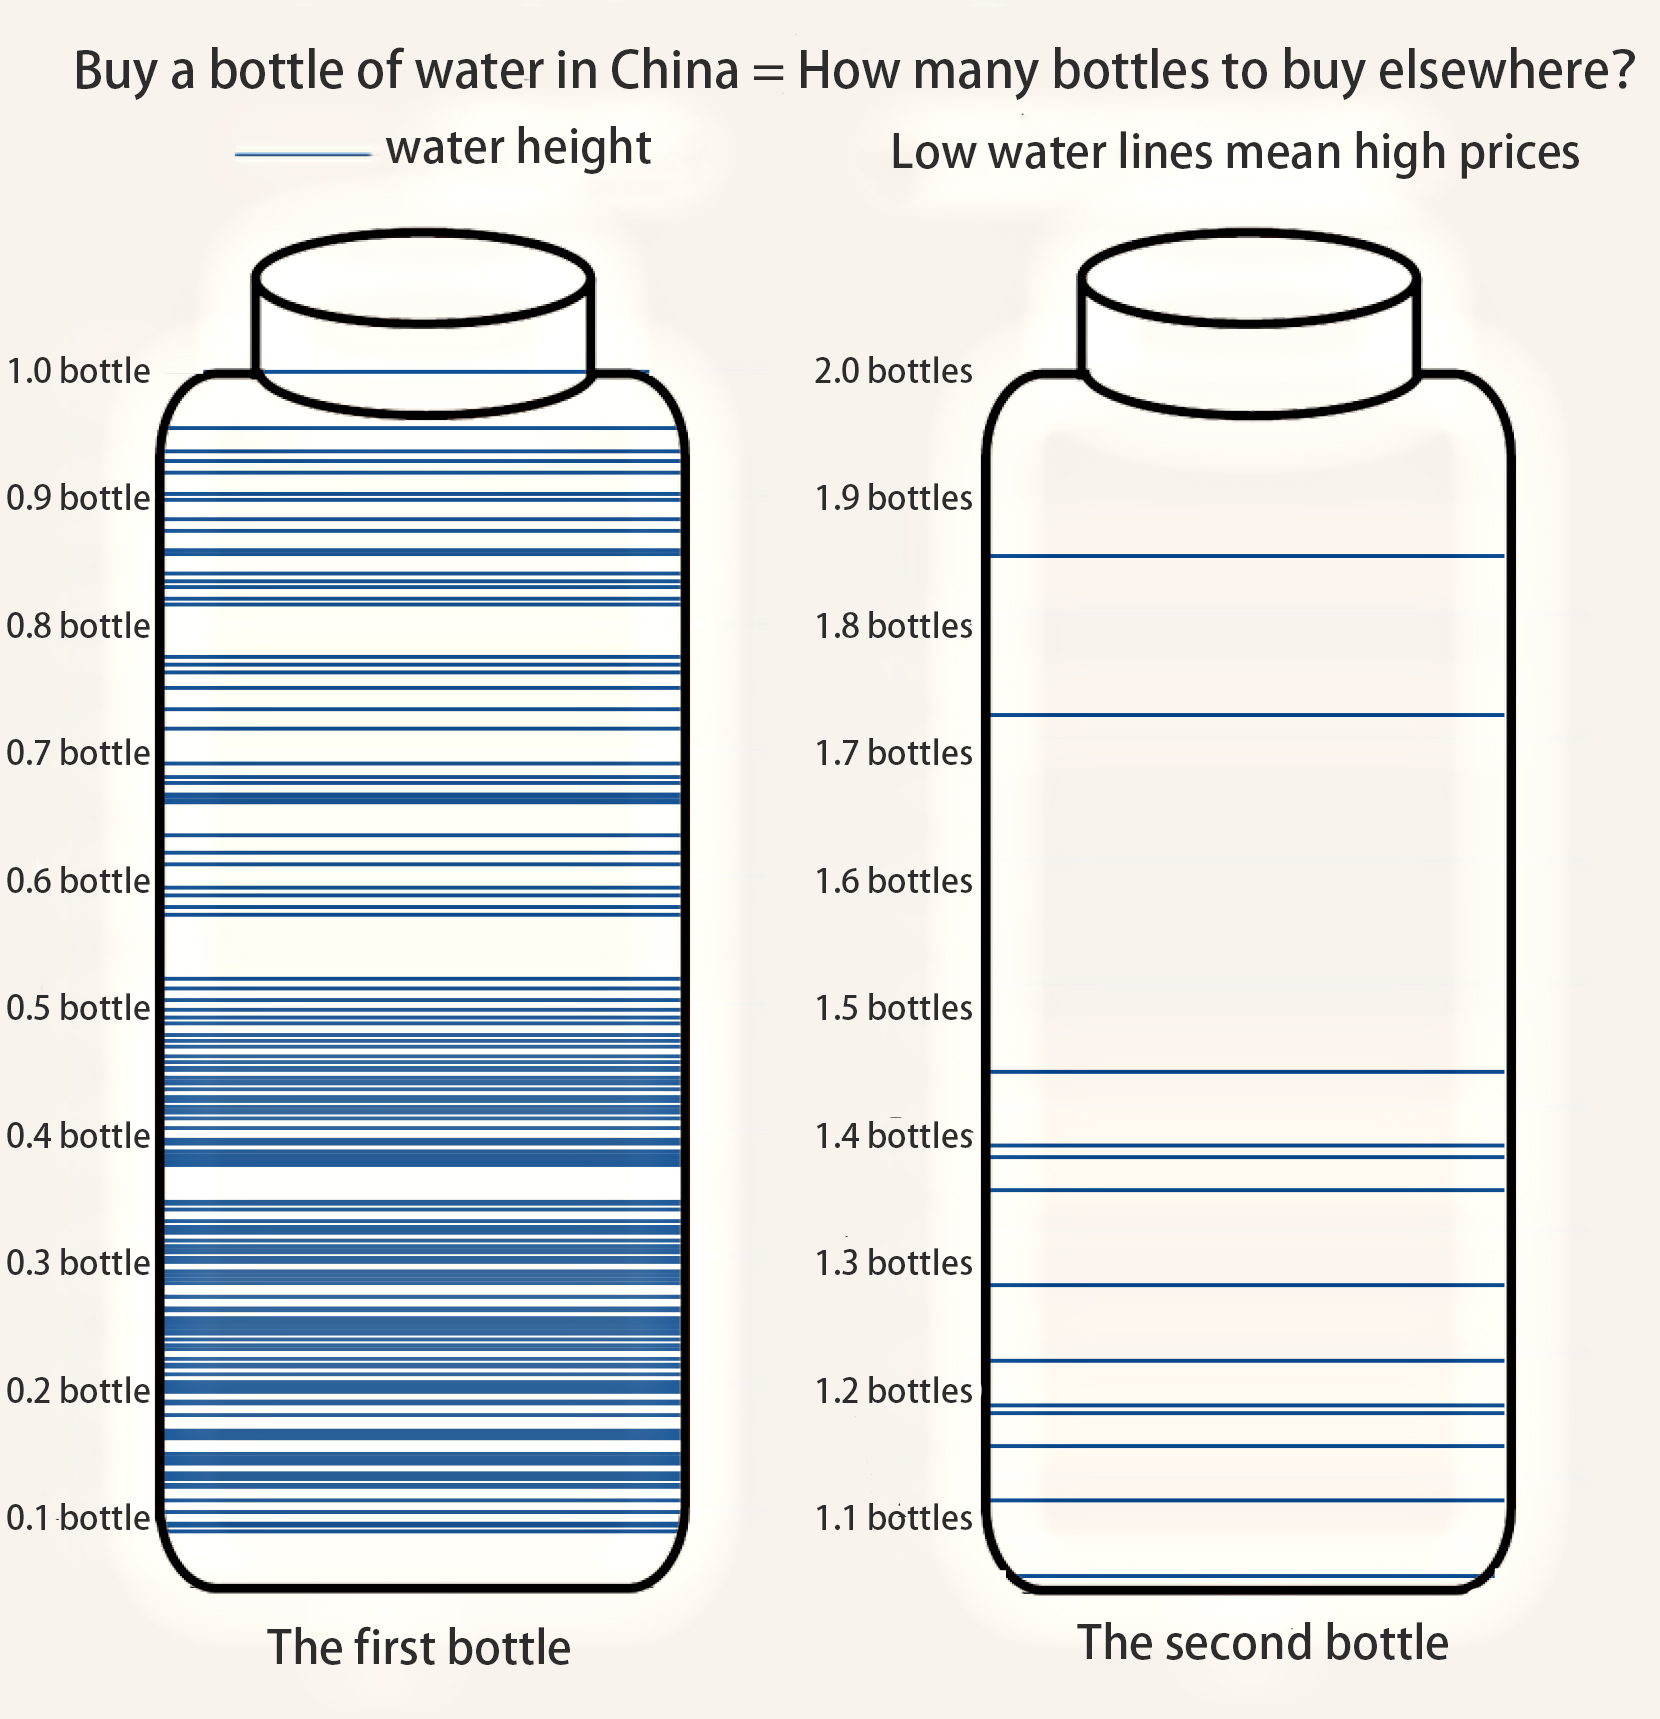 Buy a bottle of water in China = How many bottles to buy elsewhere?
water height
Low water lines mean high prices
1.0 bottle
0.9 bottle
0.8 bottle
0.7 bottle
0.6 bottle
0.5 bottle
0.4 bottle
0.3 bottle
0.2 bottle
0.1 bottle
The first bottle
2.0 bottles
1.9 bottles
1.8 bottles
1.7 bottles
1.6 bottles
1.5 bottles
1.4 bottles
1.3 bottles
1.2 bottles
1.1 bottles
The second bottle